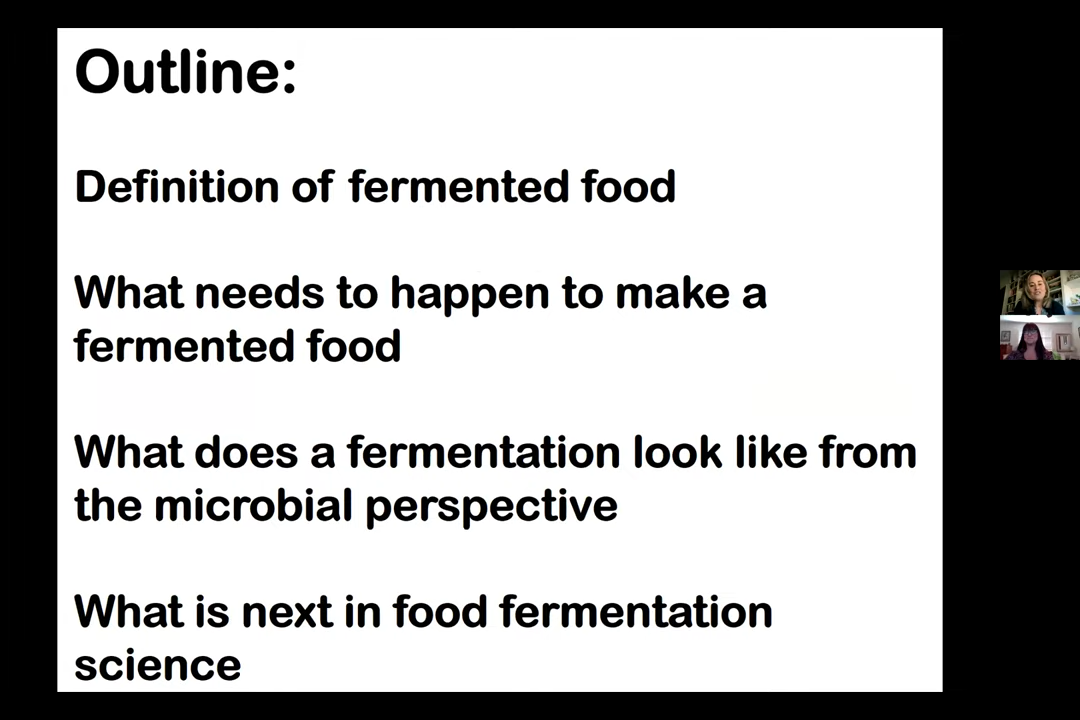 Outline:
Definition of fermented food
What needs to happen to make a
fermented food
What does a fermentation look like from
the microbial perspective
What is next in food fermentation
science